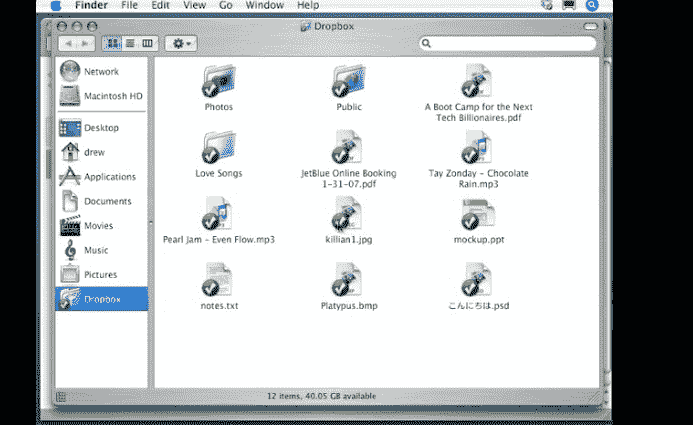 Finder File Edit View Go Window Help
Dropbox
Network
Macintosh HD
Desktop
drew
Applications
Documents
Movies
Music
Pictures
Dropbox
Photos
Public
A Boot Camp for the Next
Tech Billionaires.pdf
Love Songs
JetBlue Online Booking
1-31-07.pdf
Tay Zonday - Chocolate
Rain.mp3
Pearl Jam - Even Flow.mp3
killian1.jpg
mockup.ppt
notes.txt
Platypus.bmp
こんにちは.psd
12 items, 40.05 GB available